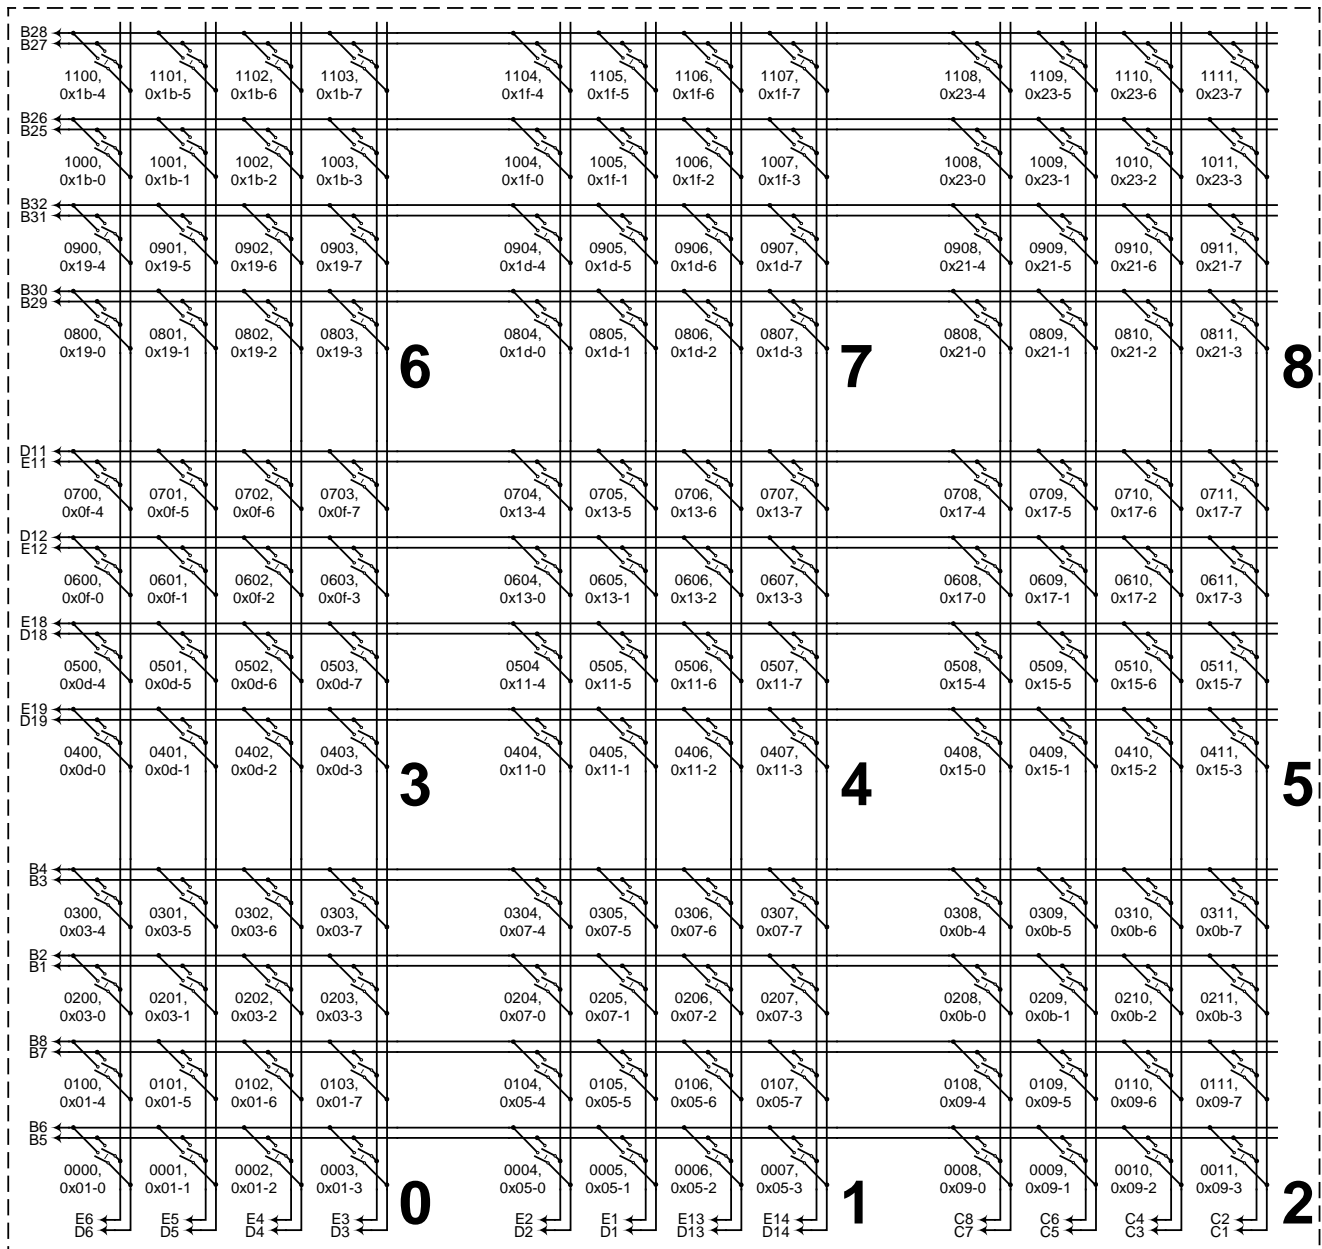 B28
B27
1100, 1101, 1102, 1103, 1104, 1105, 1106, 1107, 1108, 1109, 1110, 1111,
0x1b-4 0x1b-5 0x1b-6 0x1b-7 0x1f-4 0x1f-5 0x1f-6 0x1f-7 0x23-4 0x23-5 0x23-6 0x23-7
B26
B25
1000, 1001, 1002, 1003, 1004, 1005, 1006, 1007, 1008, 1009, 1010, 1011,
0x1b-0 0x1b-1 0x1b-2 0x1b-3 0x1f-0 0x1f-1 0x1f-2 0x1f-3 0x23-0 0x23-1 0x23-2 0x23-3
B32
B31
0900, 0901, 0902, 0903, 0904, 0905, 0906, 0907, 0908, 0909, 0910, 0911,
0x19-4 0x19-5 0x19-6 0x19-7 0x1d-4 0x1d-5 0x1d-6 0x1d-7 0x21-4 0x21-5 0x21-6 0x21-7
B30
B29
0800, 0801, 0802, 0803, 0804, 0805, 0806, 0807, 0808, 0809, 0810, 0811,
0x19-0 0x19-1 0x19-2 0x19-3 0x1d-0 0x1d-1 0x1d-2 0x1d-3 0x21-0 0x21-1 0x21-2 0x21-3
6 7 8
D11
E11
0700, 0701, 0702, 0703, 0704, 0705, 0706, 0707, 0708, 0709, 0710, 0711,
0x0f-4 0x0f-5 0x0f-6 0x0f-7 0x13-4 0x13-5 0x13-6 0x13-7 0x17-4 0x17-5 0x17-6 0x17-7
D12
E12
0600, 0601, 0602, 0603, 0604, 0605, 0606, 0607, 0608, 0609, 0610, 0611,
0x0f-0 0x0f-1 0x0f-2 0x0f-3 0x13-0 0x13-1 0x13-2 0x13-3 0x17-0 0x17-1 0x17-2 0x17-3
E18
D18
0500, 0501, 0502, 0503, 0504 0505, 0506, 0507, 0508, 0509, 0510, 0511,
0x0d-4 0x0d-5 0x0d-6 0x0d-7 0x11-4 0x11-5 0x11-6 0x11-7 0x15-4 0x15-5 0x15-6 0x15-7
E19
D19
0400, 0401, 0402, 0403, 0404, 0405, 0406, 0407, 0408, 0409, 0410, 0411,
0x0d-0 0x0d-1 0x0d-2 0x0d-3 0x11-0 0x11-1 0x11-2 0x11-3 0x15-0 0x15-1 0x15-2 0x15-3
3 4 5
B4
B3
0300, 0301, 0302, 0303, 0304, 0305, 0306, 0307, 0308, 0309, 0310, 0311,
0x03-4 0x03-5 0x03-6 0x03-7 0x07-4 0x07-5 0x07-6 0x07-7 0x0b-4 0x0b-5 0x0b-6 0x0b-7
B2
B1
0200, 0201, 0202, 0203, 0204, 0205, 0206, 0207, 0208, 0209, 0210, 0211,
0x03-0 0x03-1 0x03-2 0x03-3 0x07-0 0x07-1 0x07-2 0x07-3 0x0b-0 0x0b-1 0x0b-2 0x0b-3
B8
B7
0100, 0101, 0102, 0103, 0104, 0105, 0106, 0107, 0108, 0109, 0110, 0111,
0x01-4 0x01-5 0x01-6 0x01-7 0x05-4 0x05-5 0x05-6 0x05-7 0x09-4 0x09-5 0x09-6 0x09-7
B6
B5
0000, 0001, 0002, 0003, 0004, 0005, 0006, 0007, 0008, 0009, 0010, 0011,
0x01-0 0x01-1 0x01-2 0x01-3 0x05-0 0x05-1 0x05-2 0x05-3 0x09-0 0x09-1 0x09-2 0x09-3
0 1 2
E6 E5 E4 E3 E2 E1 E13 E14 C8 C6 C4 C2
D6 D5 D4 D3 D2 D1 D13 D14 C7 C5 C3 C1